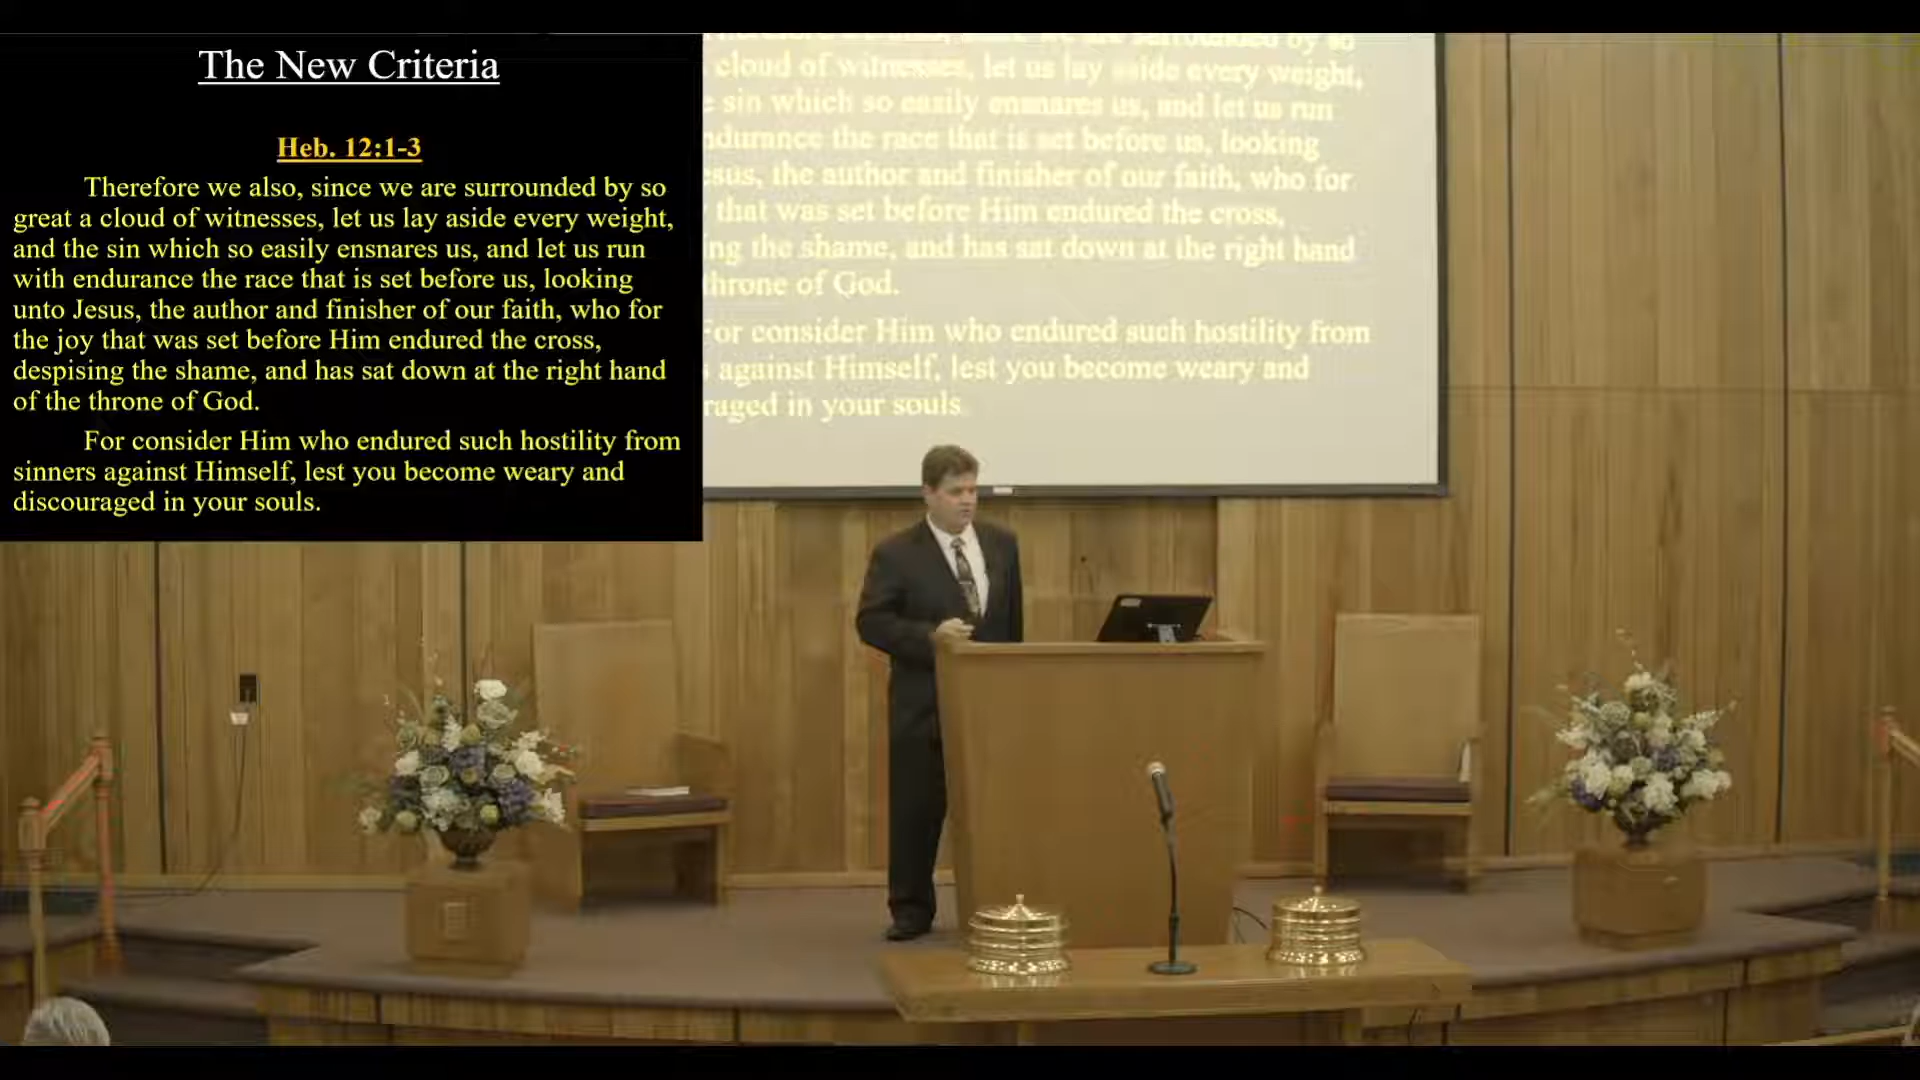 The New Criteria
Heb. 12:1-3
Therefore we also, since we are surrounded by so
great a cloud of witnesses, let us lay aside every weight,
and the sin which so easily ensnares us, and let us run
with endurance the race that is set before us, looking
unto Jesus, the author and finisher of our faith, who for
the joy that was set before Him endured the cross,
despising the shame, and has sat down at the right hand
of the throne of God.
For consider Him who endured such hostility from
sinners against Himself, lest you become weary and
discouraged in your souls.
surrounded by so
cloud of witnesses, let us lay aside every weight,
sin which so easily ensnares us, and let us run
ndurance the race that is set before us, looking
esus, the author and finisher of our faith, who for
that was set before Him endured the cross,
ing the shame, and has sat down at the right hand
throne of God.
For consider Him who endured such hostility from
against Himself, lest you become weary and
raged in your souls.